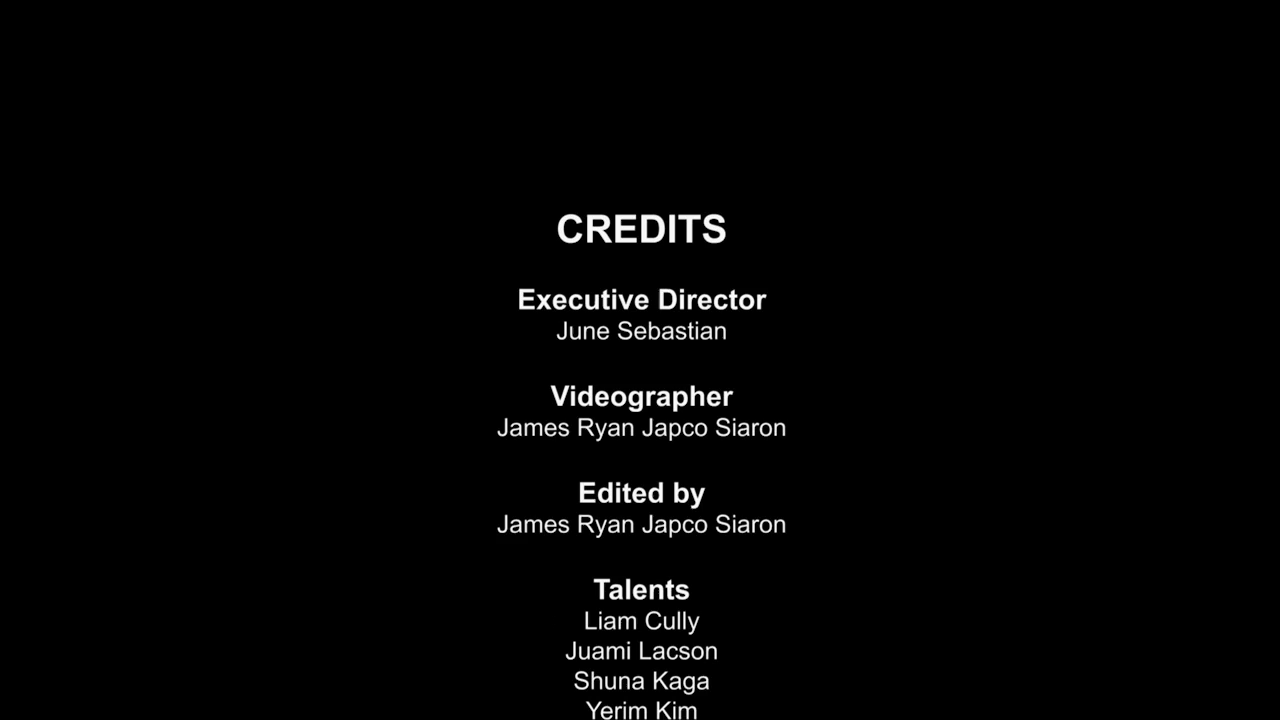 CREDITS
Executive Director
June Sebastian
Videographer
James Ryan Japco Siaron
Edited by
James Ryan Japco Siaron
Talents
Liam Cully
Juami Lacson
Shuna Kaga
Yerim Kim